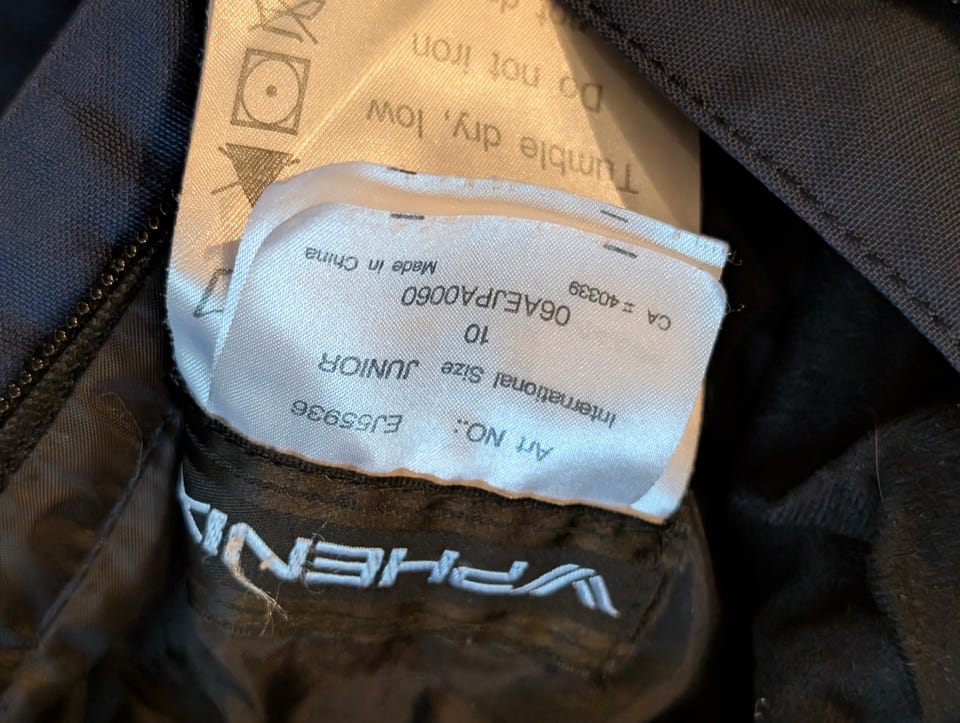 PHENIX
Art NO.: EJ55936
International Size JUNIOR
10
06AEJPA0060
CA = 40339 Made in China
Tumble dry, low
Do not iron
not